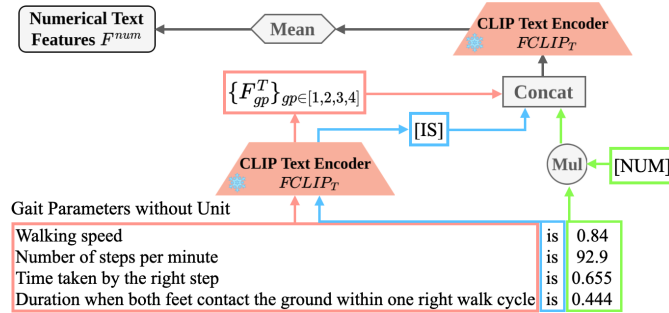 Numerical Text
Features F^num
Mean
CLIP Text Encoder
FCLIP_T
{F^T_gp}_gp∈[1,2,3,4]
Concat
[IS]
CLIP Text Encoder
FCLIP_T
Mul
[NUM]
Gait Parameters without Unit
Walking speed is 0.84
Number of steps per minute is 92.9
Time taken by the right step is 0.655
Duration when both feet contact the ground within one right walk cycle is 0.444